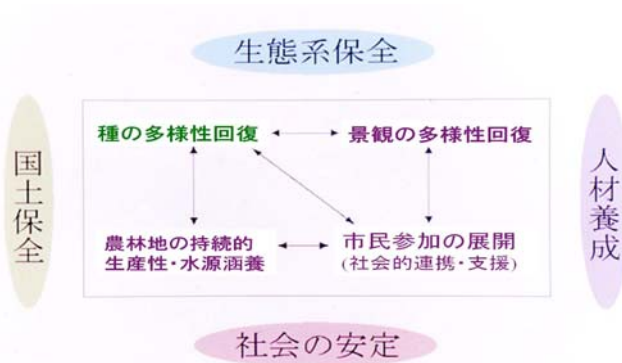 生態系保全
国土保全
種の多様性回復
景観の多様性回復
人材養成
農林地の持続的
生産性・水源涵養
市民参加の展開
(社会的連携・支援)
社会の安定